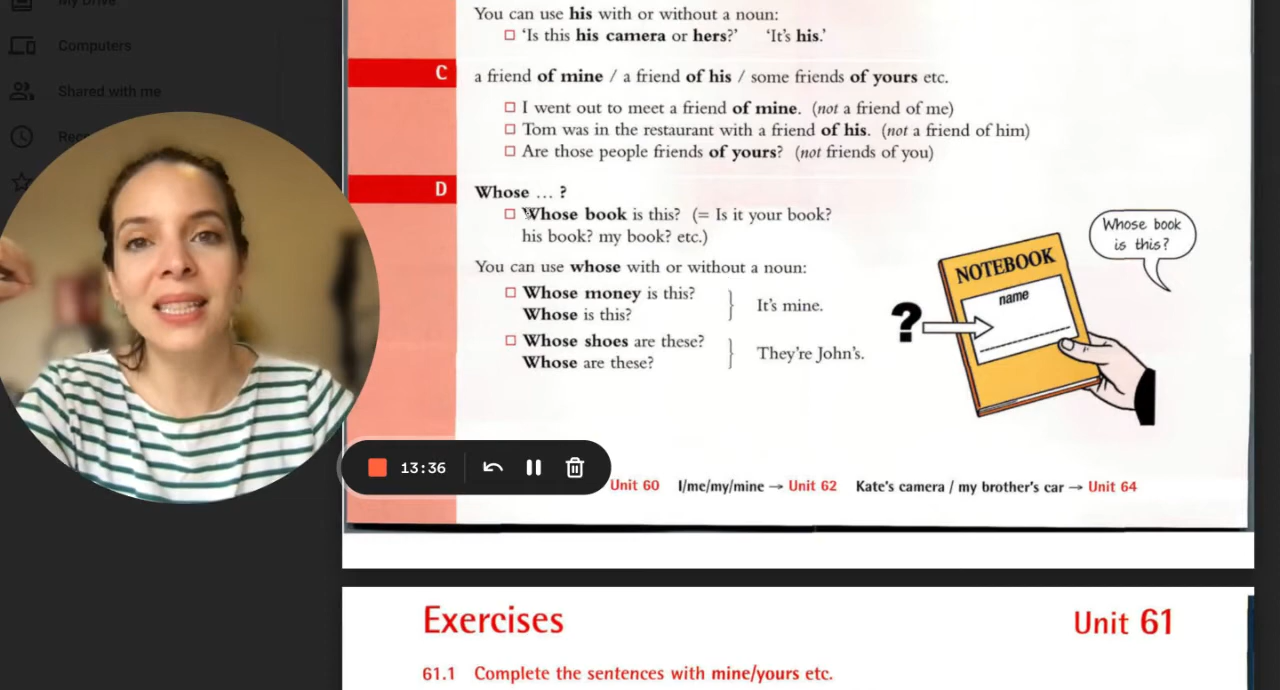 My Drive
Computers
Shared with me
You can use his with or without a noun:
□ ‘Is this his camera or hers?’ ‘It’s his.’
C
a friend of mine / a friend of his / some friends of yours etc.
□ I went out to meet a friend of mine. (not a friend of me)
□ Tom was in the restaurant with a friend of his. (not a friend of him)
□ Are those people friends of yours? (not friends of you)
D
Whose ... ?
□ Whose book is this? (= Is it your book?
his book? my book? etc.)
You can use whose with or without a noun:
□ Whose money is this?
Whose is this?
} It’s mine.
□ Whose shoes are these?
Whose are these?
} They’re John’s.
Whose book
is this?
NOTEBOOK
name
?
13:36
Unit 60 I/me/my/mine → Unit 62 Kate’s camera / my brother’s car → Unit 64
Exercises
Unit 61
61.1 Complete the sentences with mine/yours etc.